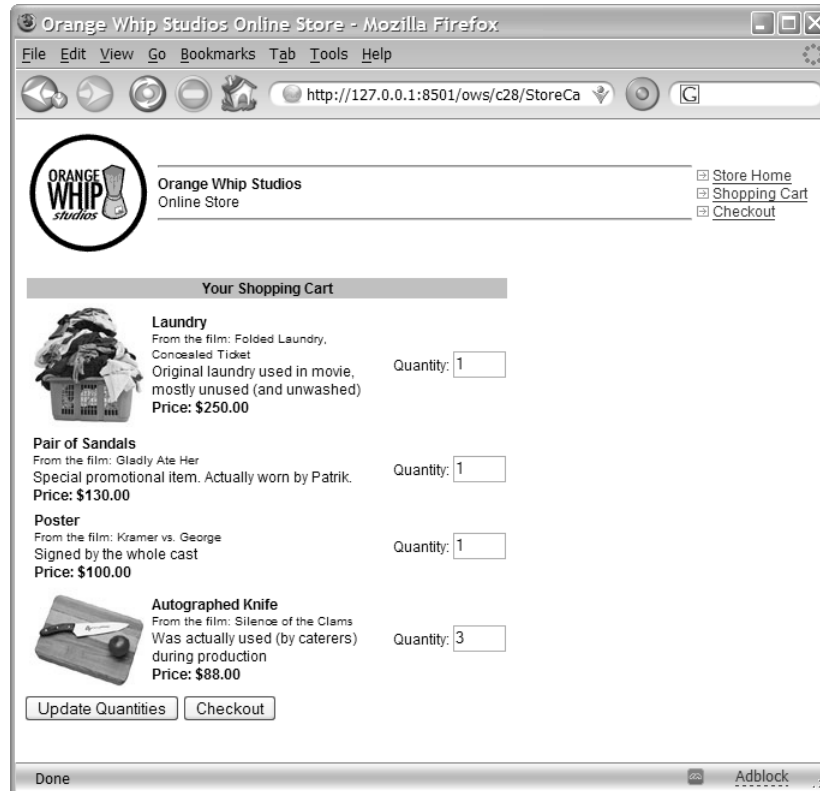 Orange Whip Studios Online Store - Mozilla Firefox
File Edit View Go Bookmarks Tab Tools Help
http://127.0.0.1:8501/ows/c28/StoreCa
G
ORANGE
WHIP
studios
Orange Whip Studios
Online Store
Store Home
Shopping Cart
Checkout
Your Shopping Cart
Laundry
From the film: Folded Laundry,
Concealed Ticket
Original laundry used in movie,
mostly unused (and unwashed)
Price: $250.00
Quantity: 1
Pair of Sandals
From the film: Gladly Ate Her
Special promotional item. Actually worn by Patrik.
Price: $130.00
Quantity: 1
Poster
From the film: Kramer vs. George
Signed by the whole cast
Price: $100.00
Quantity: 1
Autographed Knife
From the film: Silence of the Clams
Was actually used (by caterers)
during production
Price: $88.00
Quantity: 3
Update Quantities Checkout
Done Adblock